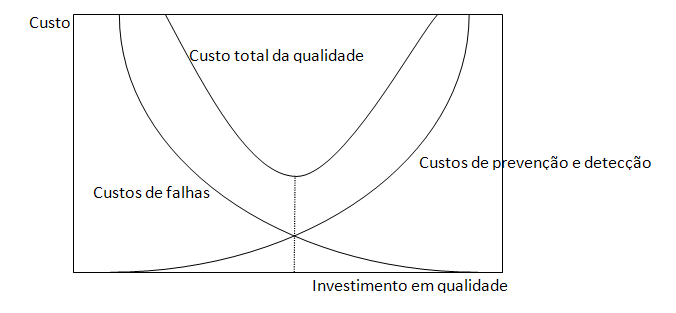 Custo
Custo total da qualidade
Custos de prevenção e detecção
Custos de falhas
Investimento em qualidade